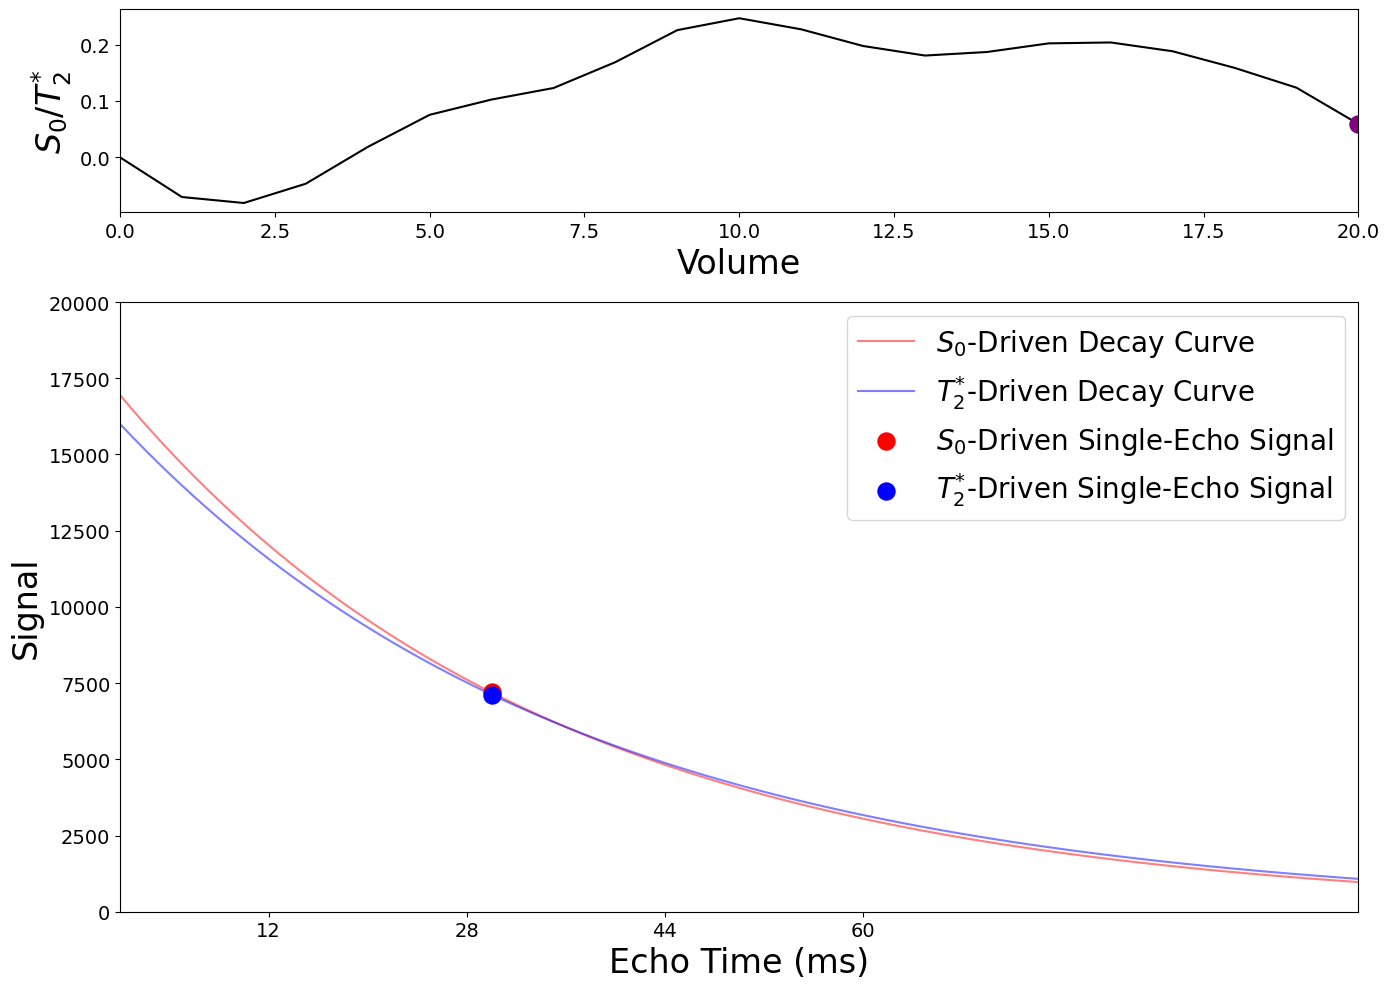 0.2
0.1
0.0
S₀/T₂*
0.0 2.5 5.0 7.5 10.0 12.5 15.0 17.5 20.0
Volume
20000
17500
15000
12500
10000
7500
5000
2500
0
Signal
S₀-Driven Decay Curve
T₂*-Driven Decay Curve
S₀-Driven Single-Echo Signal
T₂*-Driven Single-Echo Signal
12 28 44 60
Echo Time (ms)